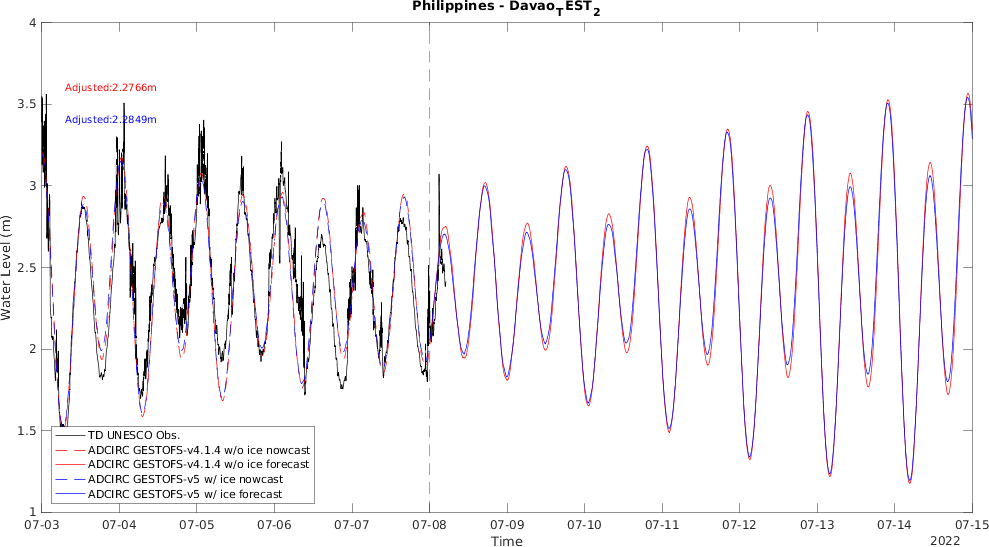 Philippines - Davao_TEST_2
4
3.5
3
2.5
2
1.5
1
Water Level (m)
Adjusted:2.2766m
Adjusted:2.2849m
TD UNESCO Obs.
ADCIRC GESTOFS-v4.1.4 w/o ice nowcast
ADCIRC GESTOFS-v4.1.4 w/o ice forecast
ADCIRC GESTOFS-v5 w/ ice nowcast
ADCIRC GESTOFS-v5 w/ ice forecast
07-03 07-04 07-05 07-06 07-07 07-08 07-09 07-10 07-11 07-12 07-13 07-14 07-15
Time
2022